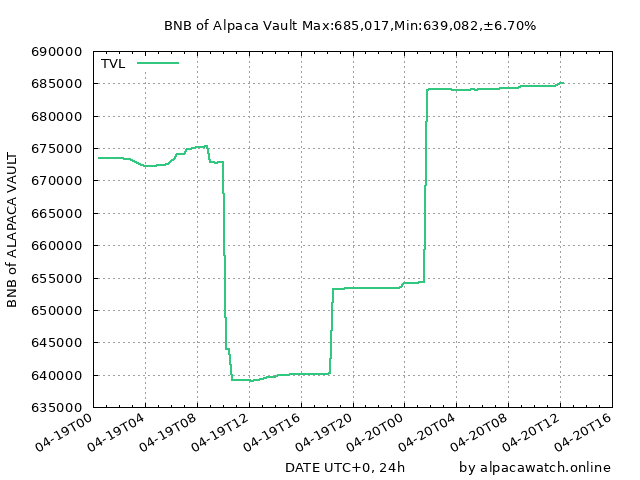 BNB of Alpaca Vault Max:685,017,Min:639,082,±6.70%
TVL
690000
685000
680000
675000
670000
665000
660000
655000
650000
645000
640000
635000
BNB of ALAPACA VAULT
04-19T00
04-19T04
04-19T08
04-19T12
04-19T16
04-19T20
04-20T00
04-20T04
04-20T08
04-20T12
04-20T16
DATE UTC+0, 24h
by alpacawatch.online